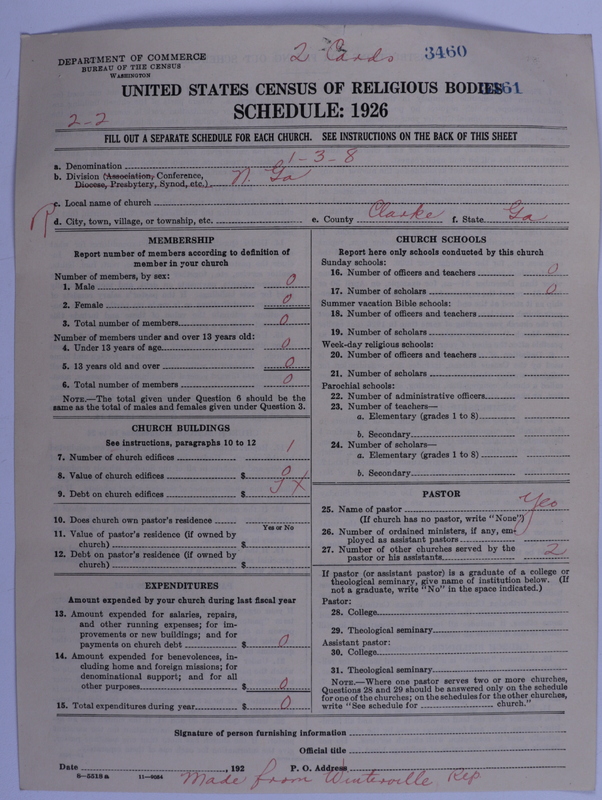 DEPARTMENT OF COMMERCE
BUREAU OF THE CENSUS
WASHINGTON
2 Cards
3460
UNITED STATES CENSUS OF RELIGIOUS BODIES
2-2
SCHEDULE: 1926
FILL OUT A SEPARATE SCHEDULE FOR EACH CHURCH. SEE INSTRUCTIONS ON THE BACK OF THIS SHEET
a. Denomination 1-3-8
b. Division (Association, Conference,
Diocese, Presbytery, Synod, etc.) N. Ga
c. Local name of church
d. City, town, village, or township, etc. e. County Clarke f. State Ga
MEMBERSHIP
Report number of members according to definition of
member in your church
Number of members, by sex:
1. Male 0
2. Female 0
3. Total number of members 0
Number of members under and over 13 years old:
4. Under 13 years of age 0
5. 13 years old and over 0
6. Total number of members 0
NOTE.—The total given under Question 6 should be the
same as the total of males and females given under Question 3.
CHURCH BUILDINGS
See instructions, paragraphs 10 to 12
7. Number of church edifices 1
8. Value of church edifices $ 0
9. Debt on church edifices $
10. Does church own pastor's residence
Yes or No
11. Value of pastor's residence (if owned by
church) $
12. Debt on pastor's residence (if owned by
church) $
EXPENDITURES
Amount expended by your church during last fiscal year
13. Amount expended for salaries, repairs,
and other running expenses; for im-
provements or new buildings; and for
payments on church debt $ 0
14. Amount expended for benevolences, in-
cluding home and foreign missions; for
denominational support; and for all
other purposes $ 0
15. Total expenditures during year $ 0
CHURCH SCHOOLS
Report here only schools conducted by this church
Sunday schools:
16. Number of officers and teachers 0
17. Number of scholars 0
Summer vacation Bible schools:
18. Number of officers and teachers
19. Number of scholars
Week-day religious schools:
20. Number of officers and teachers
21. Number of scholars
Parochial schools:
22. Number of administrative officers
23. Number of teachers—
a. Elementary (grades 1 to 8)
b. Secondary
24. Number of scholars—
a. Elementary (grades 1 to 8)
b. Secondary
PASTOR
25. Name of pastor Yes
(If church has no pastor, write "None")
26. Number of ordained ministers, if any, em-
ployed as assistant pastors
27. Number of other churches served by the
pastor or his assistants 2
If pastor (or assistant pastor) is a graduate of a college or
theological seminary, give name of institution below. (If
not a graduate, write "No" in the space indicated.)
Pastor:
28. College
29. Theological seminary
Assistant pastor:
30. College
31. Theological seminary
NOTE.—Where one pastor serves two or more churches,
Questions 28 and 29 should be answered only on the schedule
for one of the churches; on the schedules for the other churches,
write "See schedule for church."
Signature of person furnishing information
Official title
Date , 192 P. O. Address
8—5518a 11—9084
Made from Winterville Rep